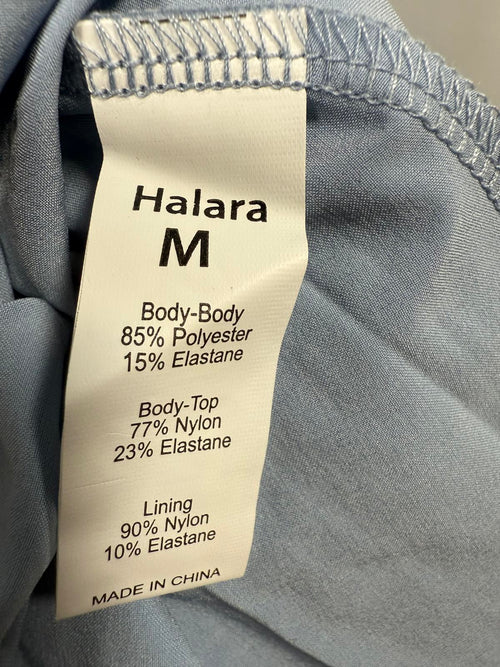 Halara
M
Body-Body
85% Polyester
15% Elastane
Body-Top
77% Nylon
23% Elastane
Lining
90% Nylon
10% Elastane
MADE IN CHINA